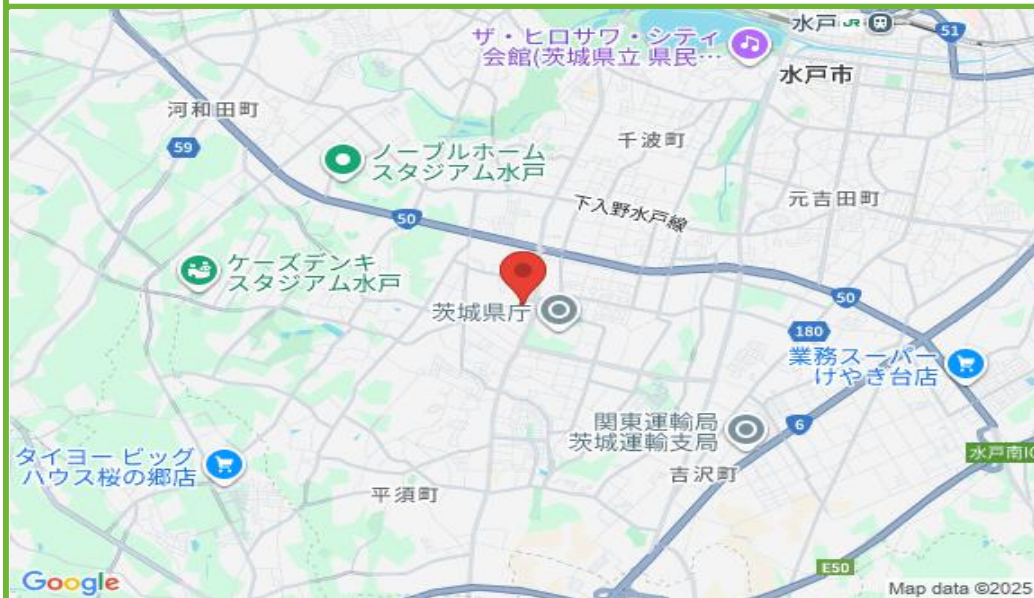 水戸 JR
51
ザ・ヒロサワ・シティ
会館(茨城県立 県民…
水戸市
河和田町
千波町
59
ノーブルホーム
スタジアム水戸
元吉田町
下入野水戸線
50
ケーズデンキ
スタジアム水戸
50
茨城県庁
180
業務スーパー
けやき台店
関東運輸局
茨城運輸支局
6
水戸南IC
タイヨー ビッグ
ハウス桜の郷店
吉沢町
平須町
E50
Google
Map data ©2025